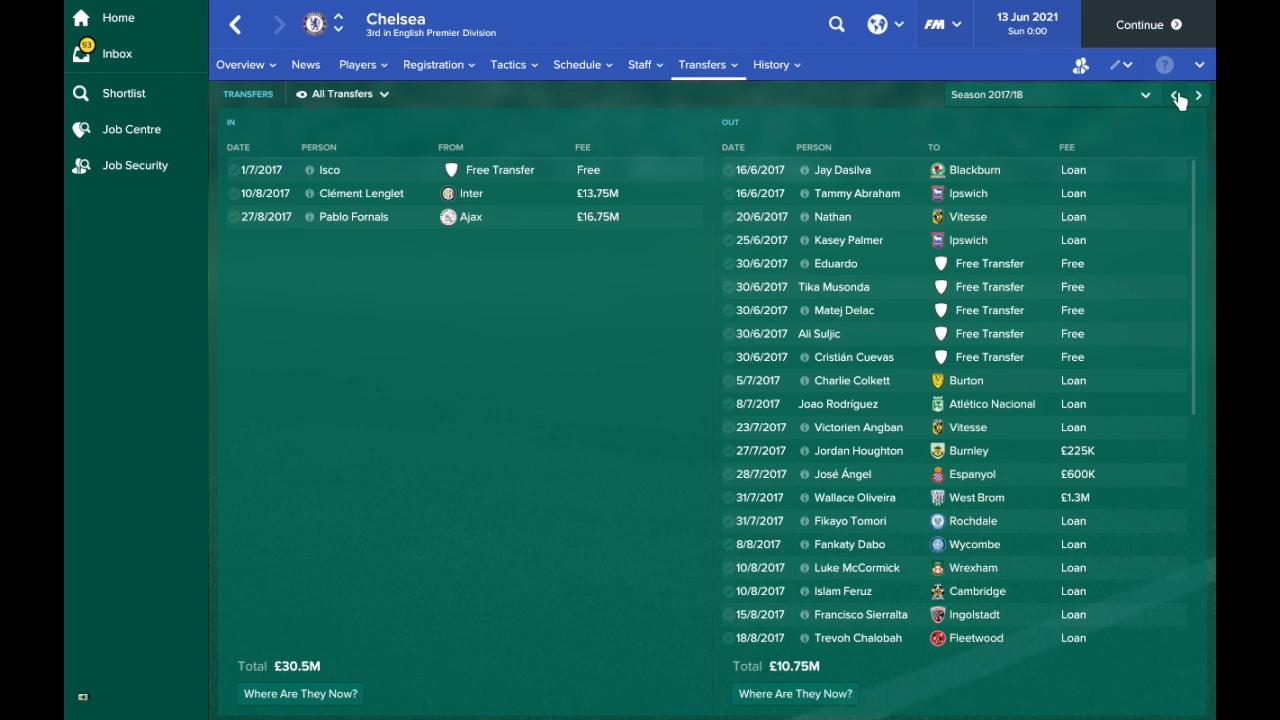 Home
Inbox
93
Shortlist
Job Centre
Job Security
Chelsea
3rd in English Premier Division
FM
13 Jun 2021
Sun 0:00
Continue
Overview News Players Registration Tactics Schedule Staff Transfers History
?
TRANSFERS All Transfers
Season 2017/18
IN
DATE PERSON FROM FEE
1/7/2017 Isco Free Transfer Free
10/8/2017 Clément Lenglet Inter £13.75M
27/8/2017 Pablo Fornals Ajax £16.75M
Total £30.5M
Where Are They Now?
OUT
DATE PERSON TO FEE
16/6/2017 Jay Dasilva Blackburn Loan
16/6/2017 Tammy Abraham Ipswich Loan
20/6/2017 Nathan Vitesse Loan
25/6/2017 Kasey Palmer Ipswich Loan
30/6/2017 Eduardo Free Transfer Free
30/6/2017 Tika Musonda Free Transfer Free
30/6/2017 Matej Delac Free Transfer Free
30/6/2017 Ali Suljic Free Transfer Free
30/6/2017 Cristián Cuevas Free Transfer Free
5/7/2017 Charlie Colkett Burton Loan
8/7/2017 Joao Rodríguez Atlético Nacional Loan
23/7/2017 Victorien Angban Vitesse Loan
27/7/2017 Jordan Houghton Burnley £225K
28/7/2017 José Ángel Espanyol £600K
31/7/2017 Wallace Oliveira West Brom £1.3M
31/7/2017 Fikayo Tomori Rochdale Loan
8/8/2017 Fankaty Dabo Wycombe Loan
10/8/2017 Luke McCormick Wrexham Loan
10/8/2017 Islam Feruz Cambridge Loan
15/8/2017 Francisco Sierralta Ingolstadt Loan
18/8/2017 Trevoh Chalobah Fleetwood Loan
Total £10.75M
Where Are They Now?